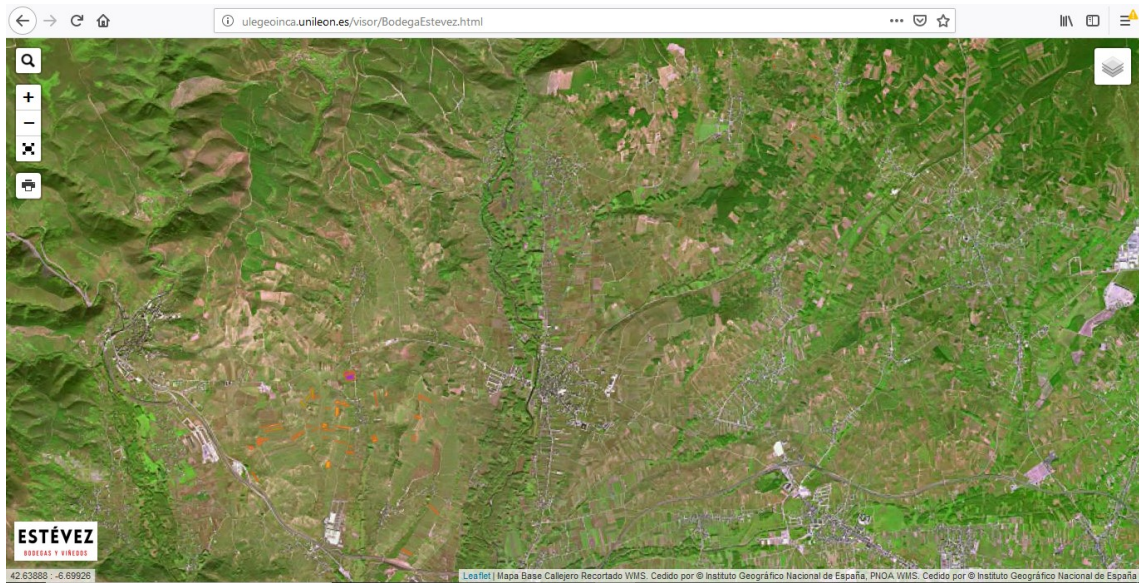 ulegeoinca.unileon.es/visor/BodegaEstevez.html
+
−
ESTÉVEZ
BODEGAS Y VIÑEDOS
42.63888 : -6.69926
Leaflet | Mapa Base Callejero Recortado WMS. Cedido por © Instituto Geográfico Nacional de España, PNOA WMS. Cedido por © Instituto Geográfico Nacional de España